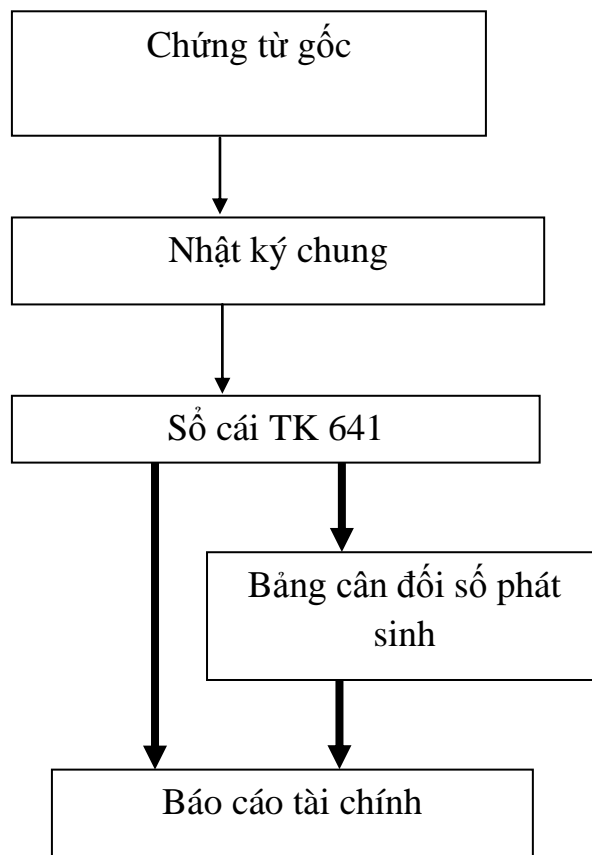 Chứng từ gốc
Nhật ký chung
Sổ cái TK 641
Bảng cân đối số phát
sinh
Báo cáo tài chính